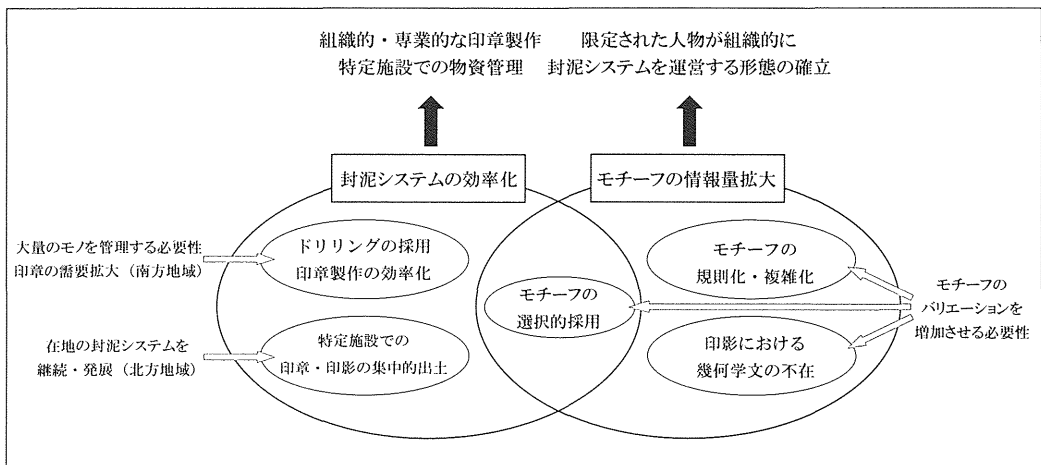 組織的・専業的な印章製作
特定施設での物資管理
限定された人物が組織的に
封泥システムを運営する形態の確立
封泥システムの効率化
モチーフの情報量拡大
大量のモノを管理する必要性
印章の需要拡大（南方地域）
ドリリングの採用
印章製作の効率化
モチーフの
規則化・複雑化
モチーフの
選択的採用
モチーフの
バリエーションを
増加させる必要性
在地の封泥システムを
継続・発展（北方地域）
特定施設での
印章・印影の集中的出土
印影における
幾何学文の不在